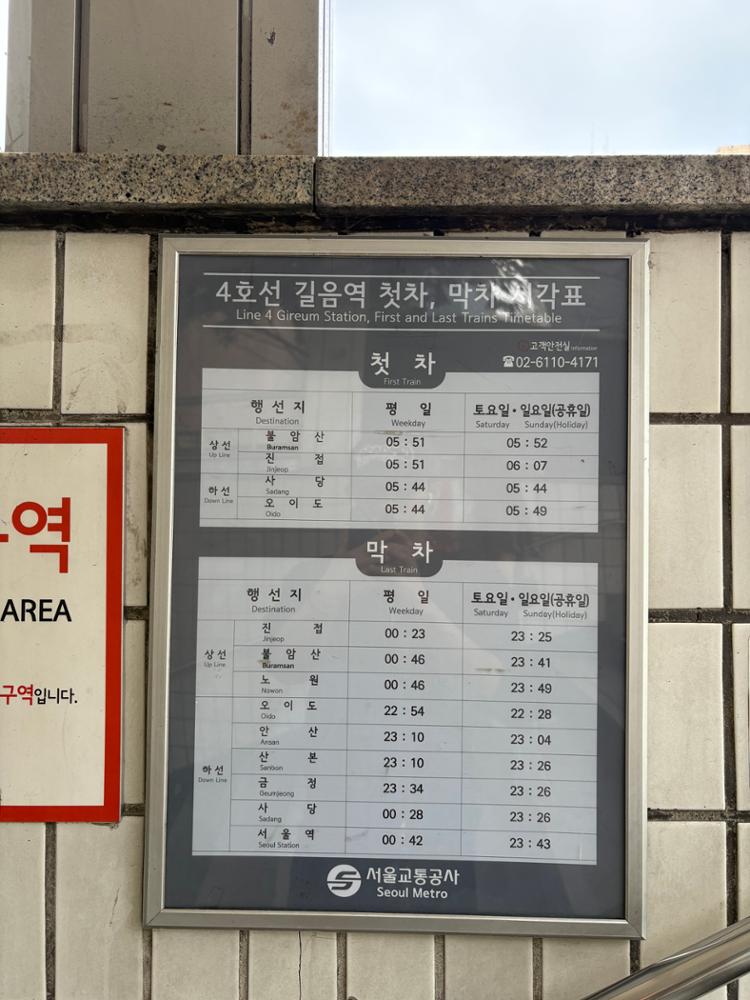 4호선 길음역 첫차, 막차 시각표
Line 4 Gireum Station, First and Last Trains Timetable
고객안전실 Information
☎02-6110-4171
첫 차
First Train
행 선 지 평 일 토요일·일요일(공휴일)
Destination Weekday Saturday Sunday(Holiday)
상 선 불 암 산 05 : 51 05 : 52
Up Line Buramsan
진 접 05 : 51 06 : 07
Jinjeop
하 선 사 당 05 : 44 05 : 44
Down Line Sadang
오 이 도 05 : 44 05 : 49
Oido
막 차
Last Train
행 선 지 평 일 토요일·일요일(공휴일)
Destination Weekday Saturday Sunday(Holiday)
진 접 00 : 23 23 : 25
Jinjeop
상 선 불 암 산 00 : 46 23 : 41
Up Line Buramsan
노 원 00 : 46 23 : 49
Nowon
오 이 도 22 : 54 22 : 28
Oido
안 산 23 : 10 23 : 04
Ansan
하 선 산 본 23 : 10 23 : 26
Down Line Sanbon
금 정 23 : 34 23 : 26
Geumjeong
사 당 00 : 28 23 : 26
Sadang
서 울 역 00 : 42 23 : 43
Seoul Station
서울교통공사
Seoul Metro
역
AREA
구역입니다.